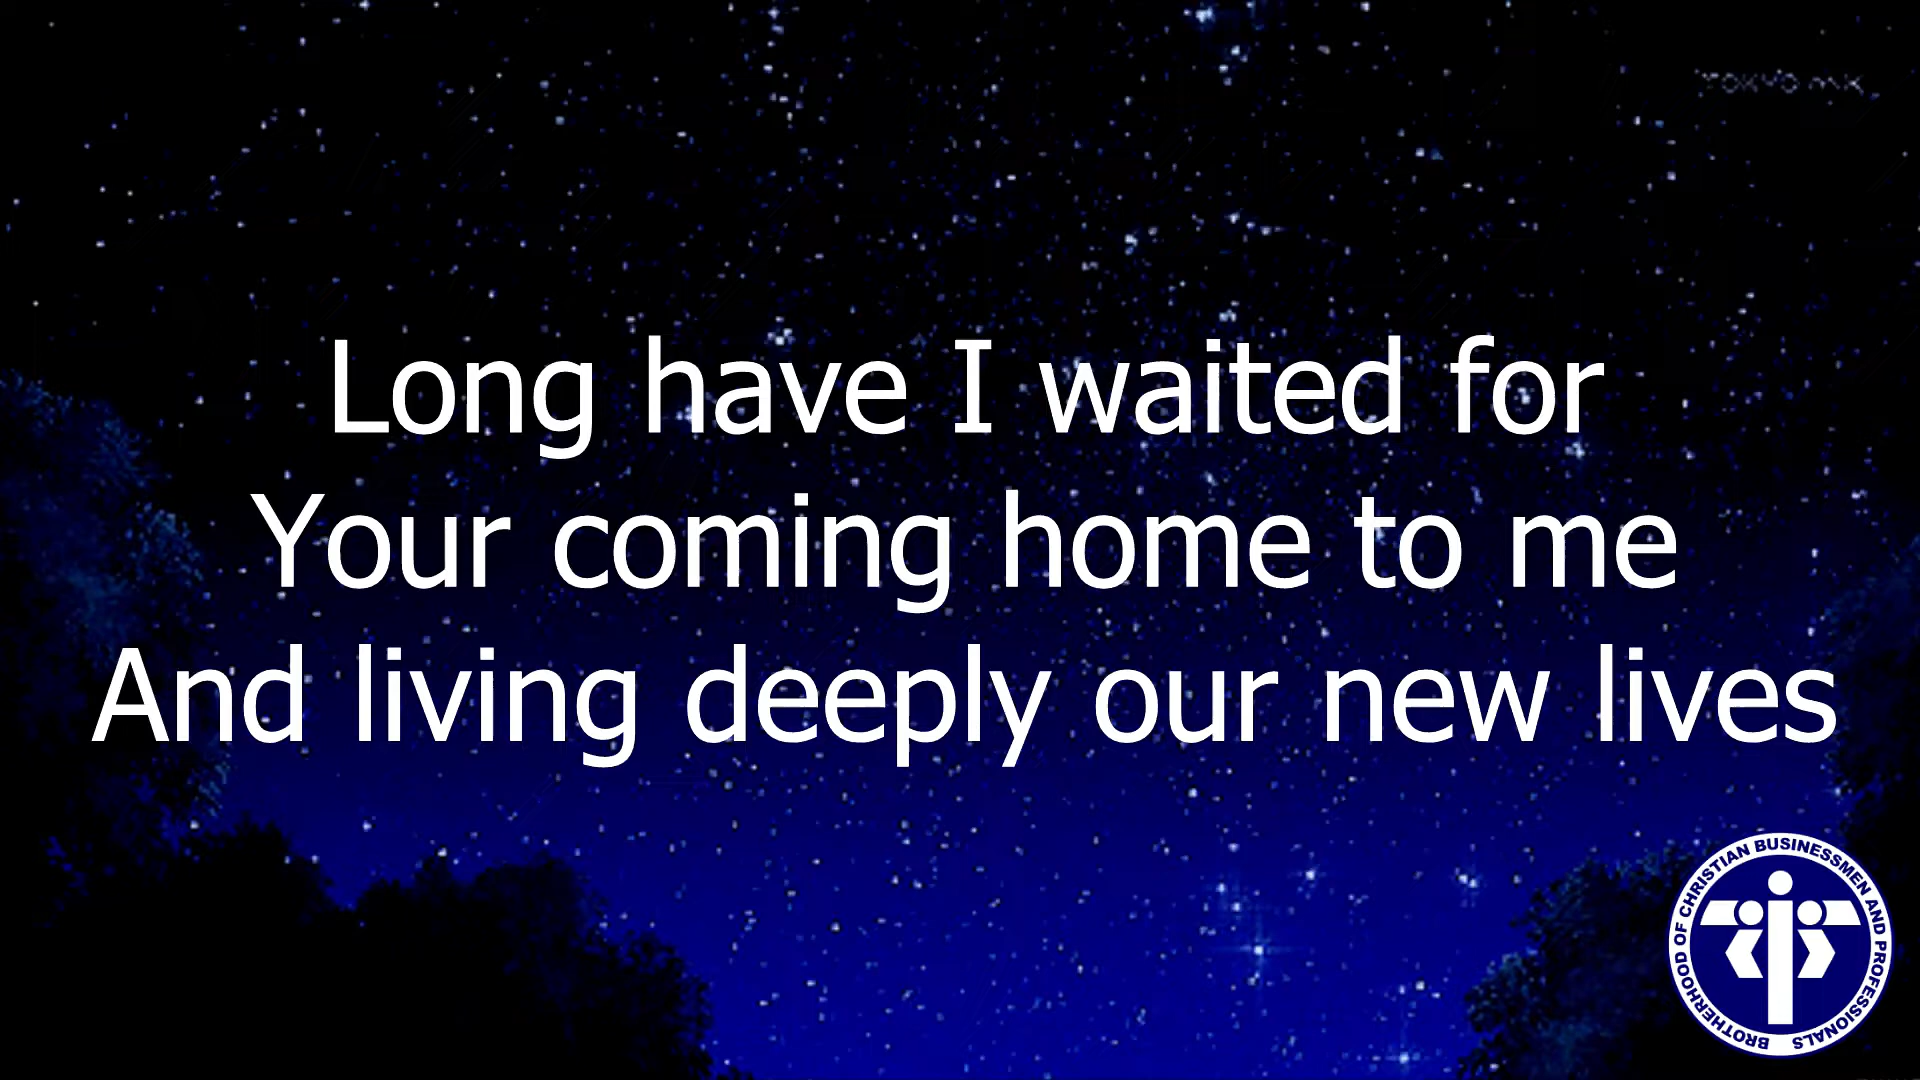 Long have I waited for
Your coming home to me
And living deeply our new lives
BROTHERHOOD OF CHRISTIAN BUSINESSMEN AND PROFESSIONALS